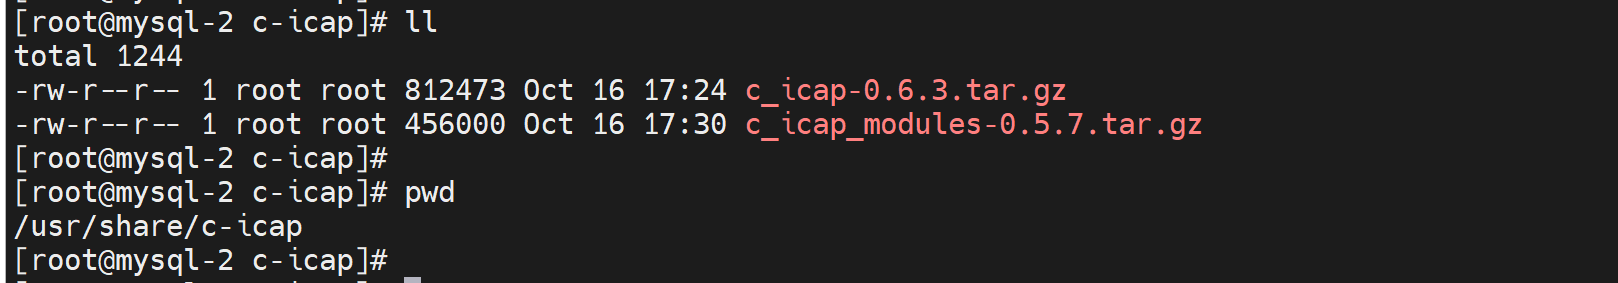 [root@mysql-2 c-icap]# ll
total 1244
-rw-r--r-- 1 root root 812473 Oct 16 17:24 c_icap-0.6.3.tar.gz
-rw-r--r-- 1 root root 456000 Oct 16 17:30 c_icap_modules-0.5.7.tar.gz
[root@mysql-2 c-icap]#
[root@mysql-2 c-icap]# pwd
/usr/share/c-icap
[root@mysql-2 c-icap]#